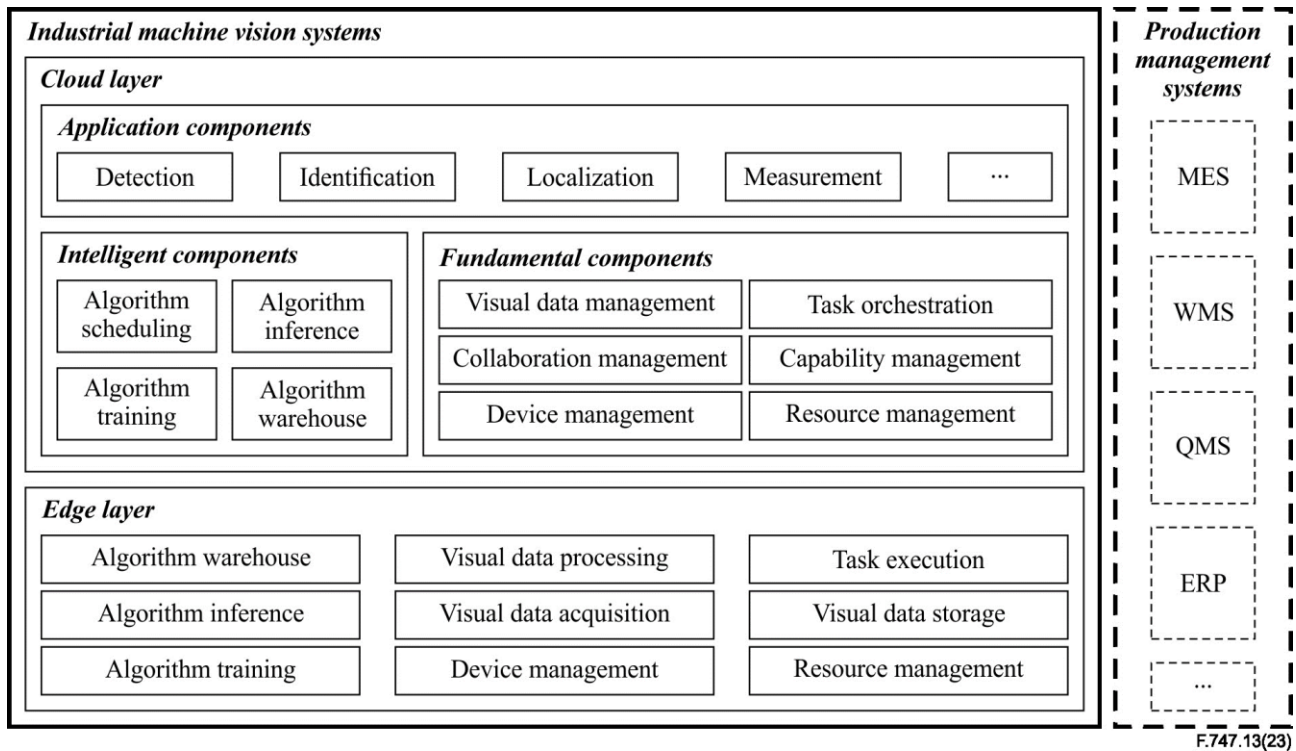 Industrial machine vision systems
Cloud layer
Application components
Detection
Identification
Localization
Measurement
...
Intelligent components
Algorithm
scheduling
Algorithm
inference
Algorithm
training
Algorithm
warehouse
Fundamental components
Visual data management
Task orchestration
Collaboration management
Capability management
Device management
Resource management
Edge layer
Algorithm warehouse
Visual data processing
Task execution
Algorithm inference
Visual data acquisition
Visual data storage
Algorithm training
Device management
Resource management
Production
management
systems
MES
WMS
QMS
ERP
...
F.747.13(23)